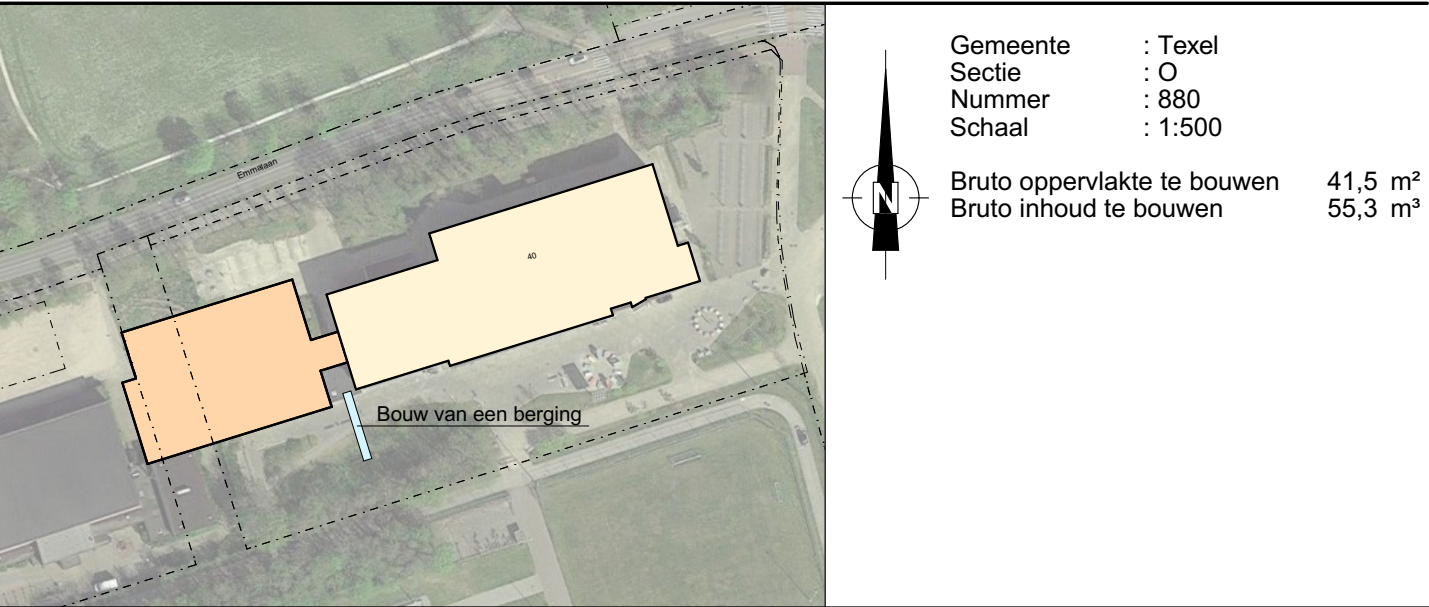 Gemeente : Texel
Sectie : O
Nummer : 880
Schaal : 1:500
Bruto oppervlakte te bouwen 41,5 m²
Bruto inhoud te bouwen 55,3 m³
N
Emmalaan
40
Bouw van een berging